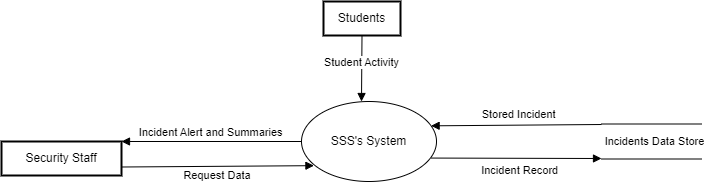 Students
Student Activity
Stored Incident
Incident Alert and Summaries
SSS's System
Incidents Data Store
Security Staff
Request Data
Incident Record